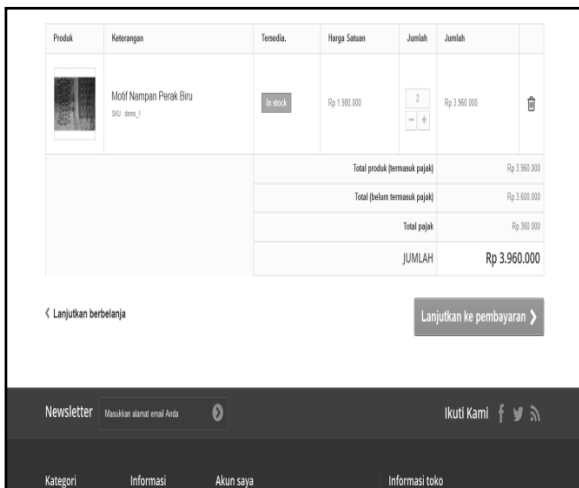 Produk Keterangan Tersedia. Harga Satuan Jumlah Jumlah
Motif Nampan Perak Biru
SKU : demo_1
In stock
Rp 1.980.000
2
Rp 3.960.000
Total produk (termasuk pajak) Rp 3.960.000
Total (belum termasuk pajak) Rp 3.600.000
Total pajak Rp 360.000
JUMLAH Rp 3.960.000
Lanjutkan berbelanja
Lanjutkan ke pembayaran
Newsletter Masukkan alamat email Anda Ikuti Kami
Kategori Informasi Akun saya Informasi toko